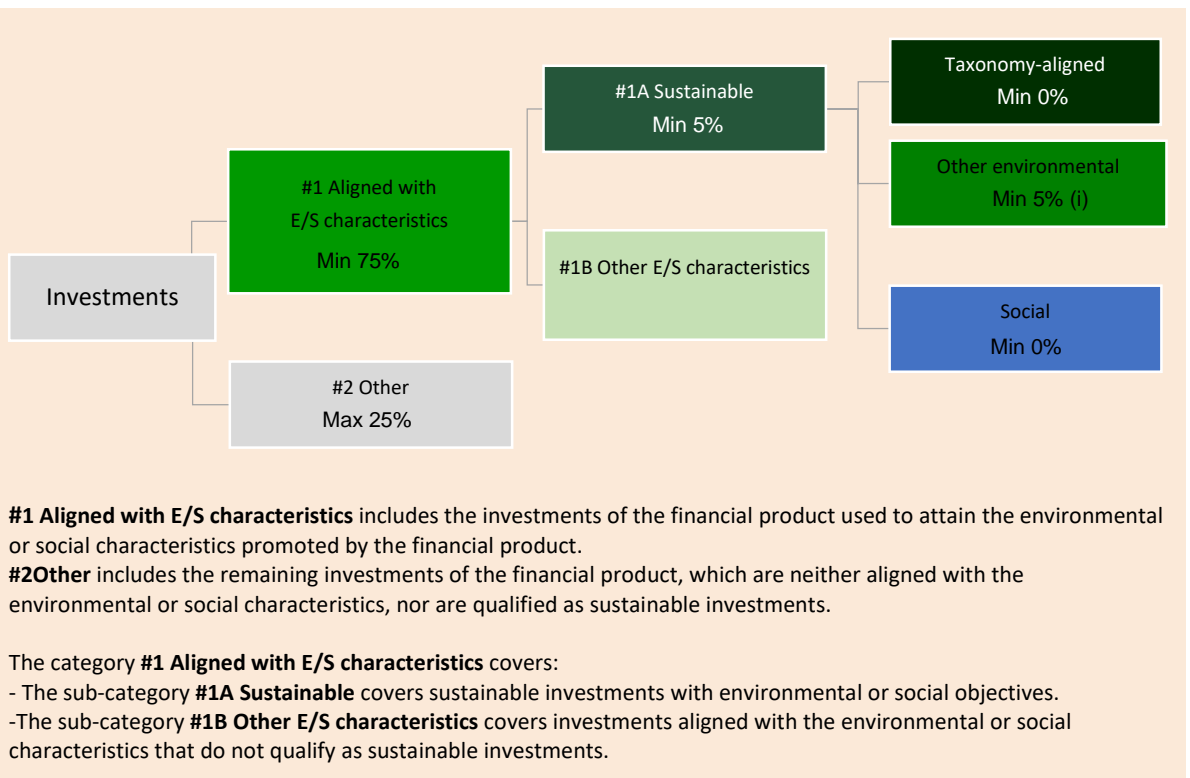 Taxonomy-aligned
Min 0%
#1A Sustainable
Min 5%
Other environmental
Min 5% (i)
#1 Aligned with
E/S characteristics
Min 75%
#1B Other E/S characteristics
Investments
Social
Min 0%
#2 Other
Max 25%
#1 Aligned with E/S characteristics includes the investments of the financial product used to attain the environmental
or social characteristics promoted by the financial product.
#2Other includes the remaining investments of the financial product, which are neither aligned with the
environmental or social characteristics, nor are qualified as sustainable investments.
The category #1 Aligned with E/S characteristics covers:
- The sub-category #1A Sustainable covers sustainable investments with environmental or social objectives.
-The sub-category #1B Other E/S characteristics covers investments aligned with the environmental or social
characteristics that do not qualify as sustainable investments.